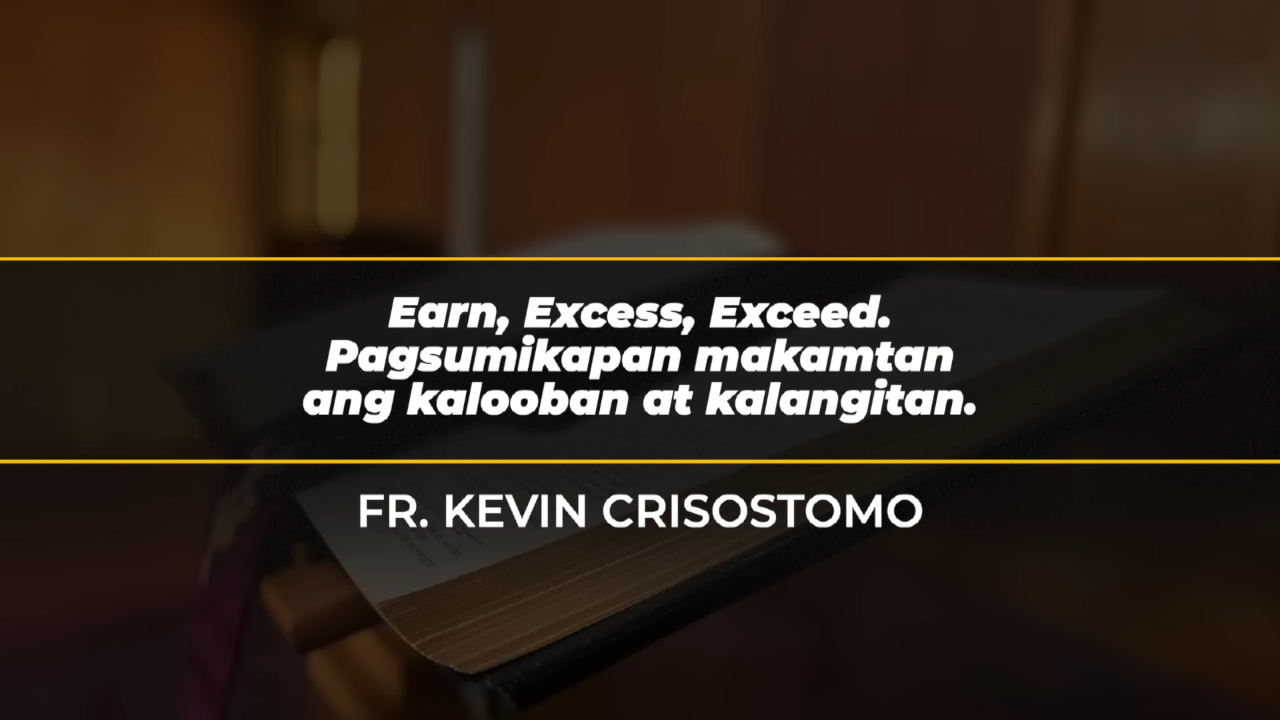 Earn, Excess, Exceed.
Pagsumikapan makamtan
ang kalooban at kalangitan.
FR. KEVIN CRISOSTOMO